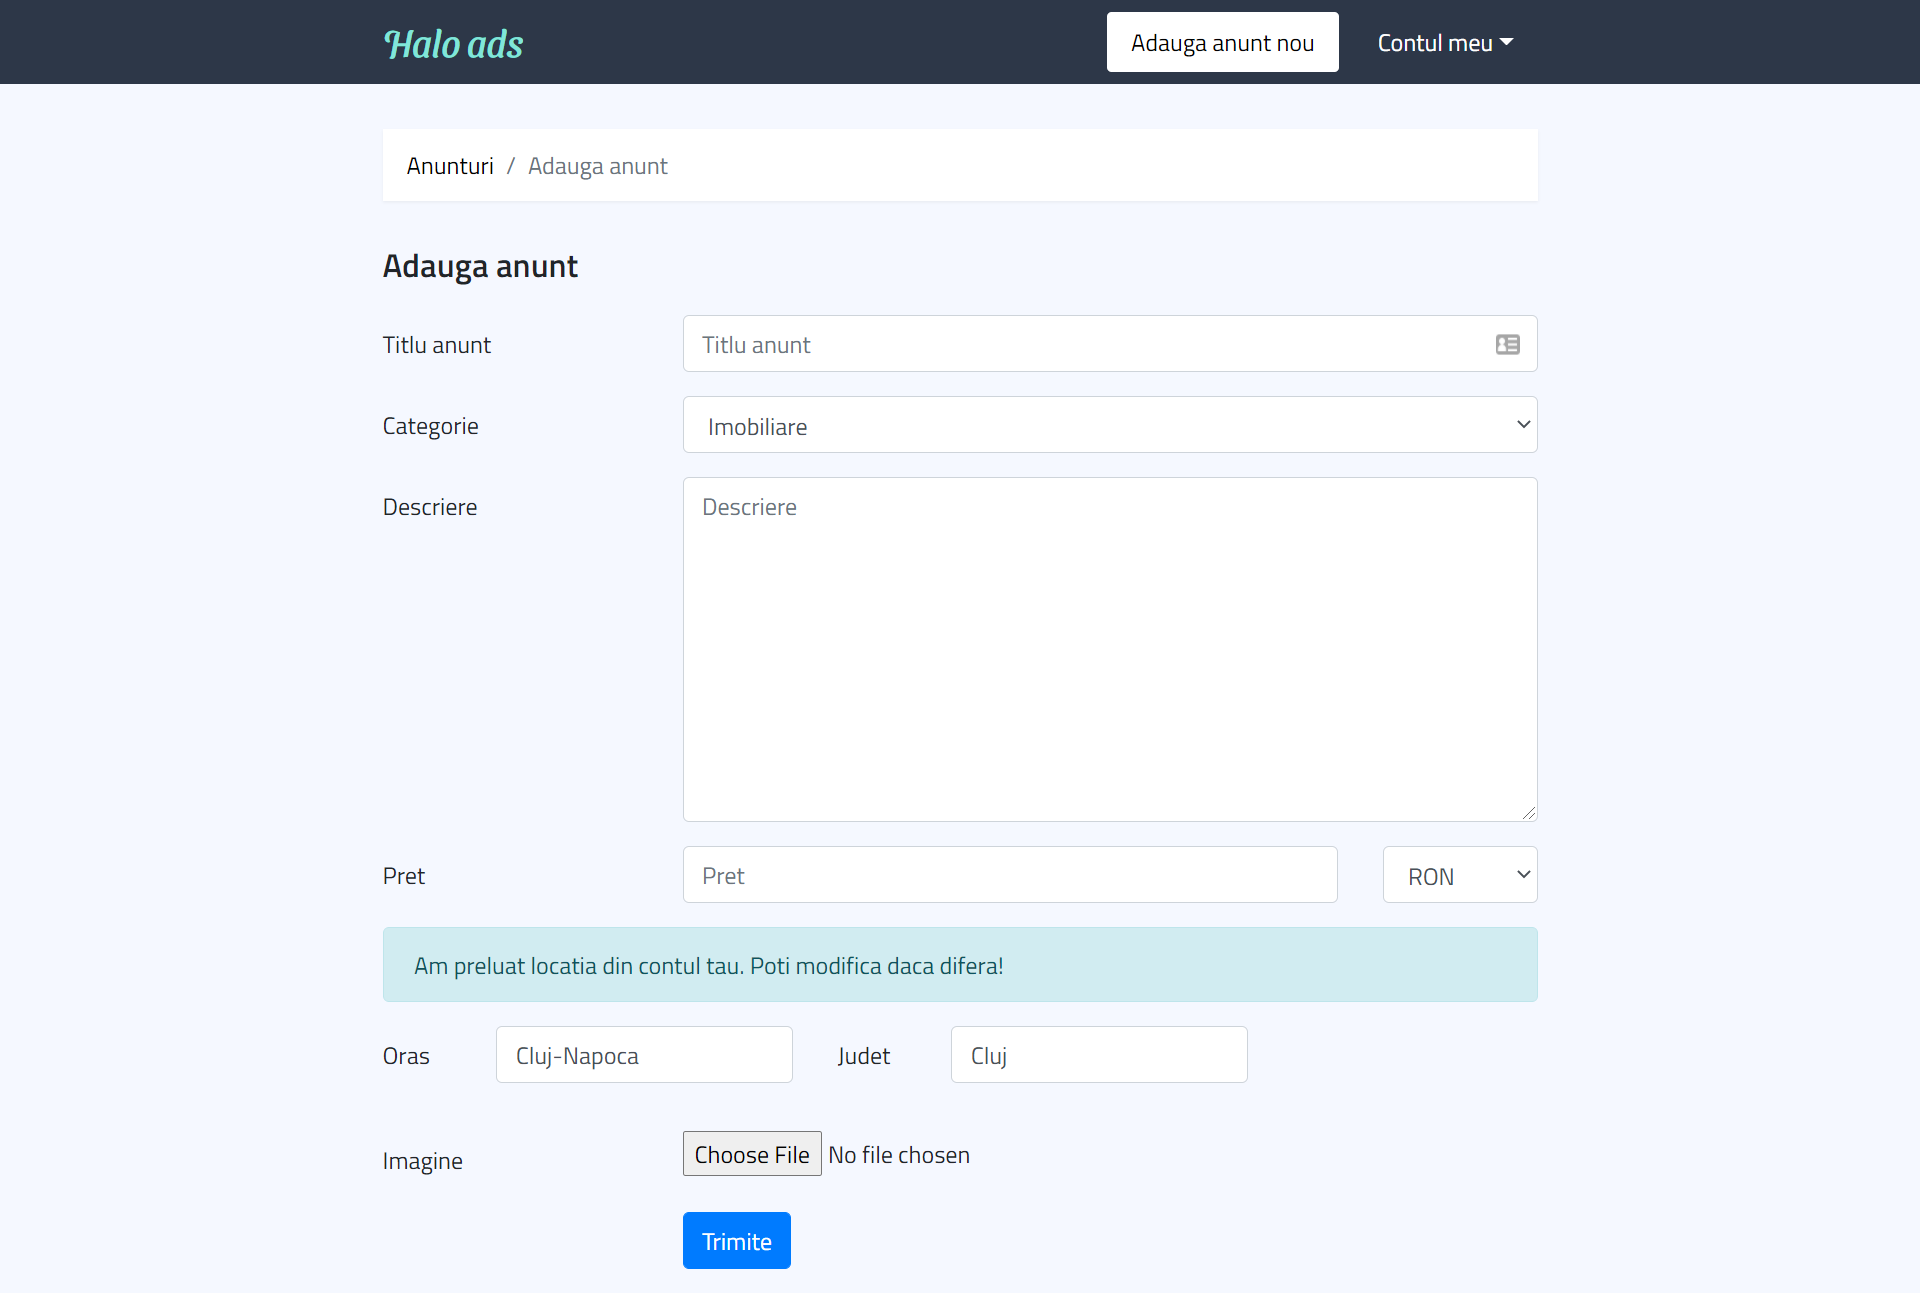 Halo ads
Adauga anunt nou
Contul meu
Anunturi / Adauga anunt
Adauga anunt
Titlu anunt
Titlu anunt
Categorie
Imobiliare
Descriere
Descriere
Pret
Pret
RON
Am preluat locatia din contul tau. Poti modifica daca difera!
Oras
Cluj-Napoca
Judet
Cluj
Imagine
Choose File No file chosen
Trimite